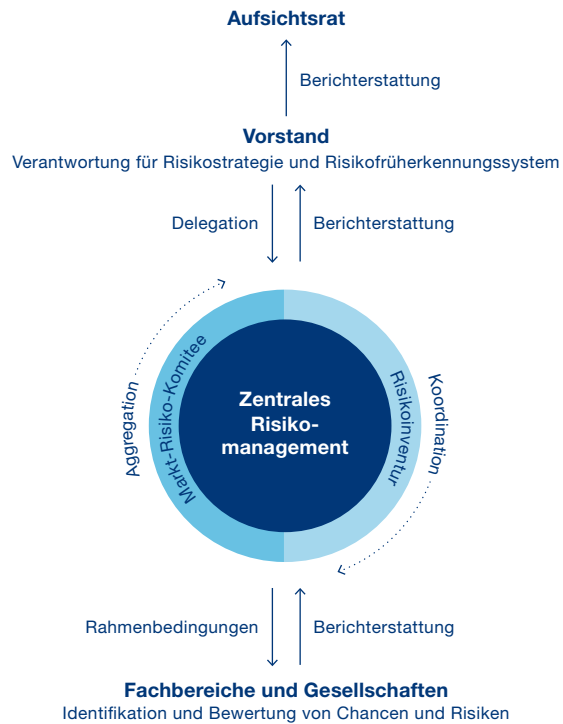 Aufsichtsrat
Berichterstattung
Vorstand
Verantwortung für Risikostrategie und Risikofrüherkennungssystem
Delegation
Berichterstattung
Aggregation
Markt-Risiko-Komitee
Zentrales
Risiko-
management
Risikoinventur
Koordination
Rahmenbedingungen
Berichterstattung
Fachbereiche und Gesellschaften
Identifikation und Bewertung von Chancen und Risiken